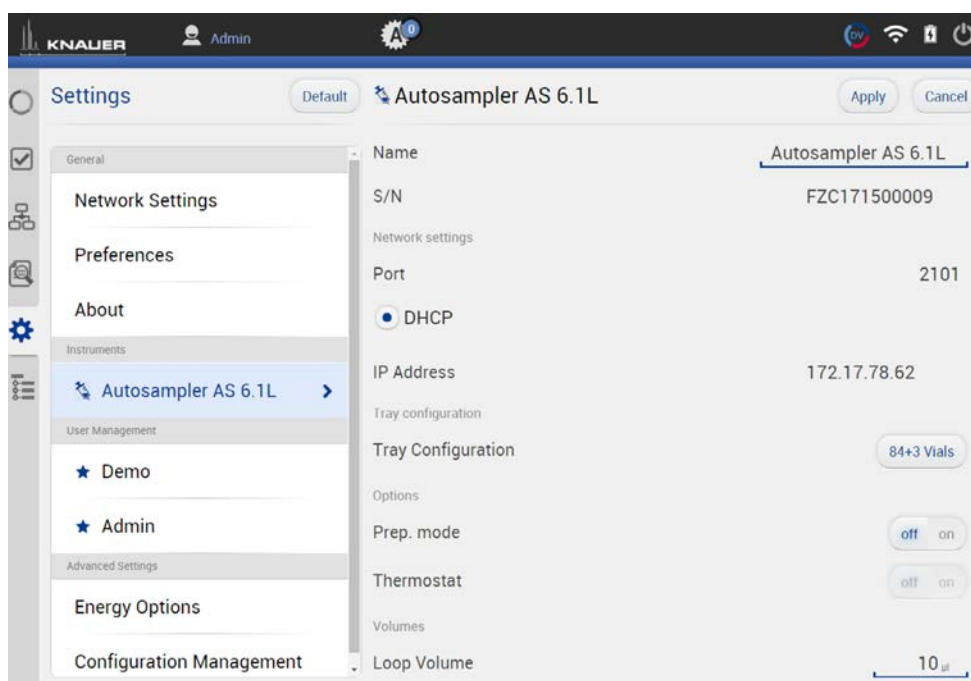 KNAUER
Admin
A
0
DV
Settings
Default
Autosampler AS 6.1L
Apply
Cancel
General
Network Settings
Preferences
About
Instruments
Autosampler AS 6.1L
User Management
Demo
Admin
Advanced Settings
Energy Options
Configuration Management
Name
Autosampler AS 6.1L
S/N
FZC171500009
Network settings
Port
2101
DHCP
IP Address
172.17.78.62
Tray configuration
Tray Configuration
84+3 Vials
Options
Prep. mode
off on
Thermostat
off on
Volumes
Loop Volume
10 µl